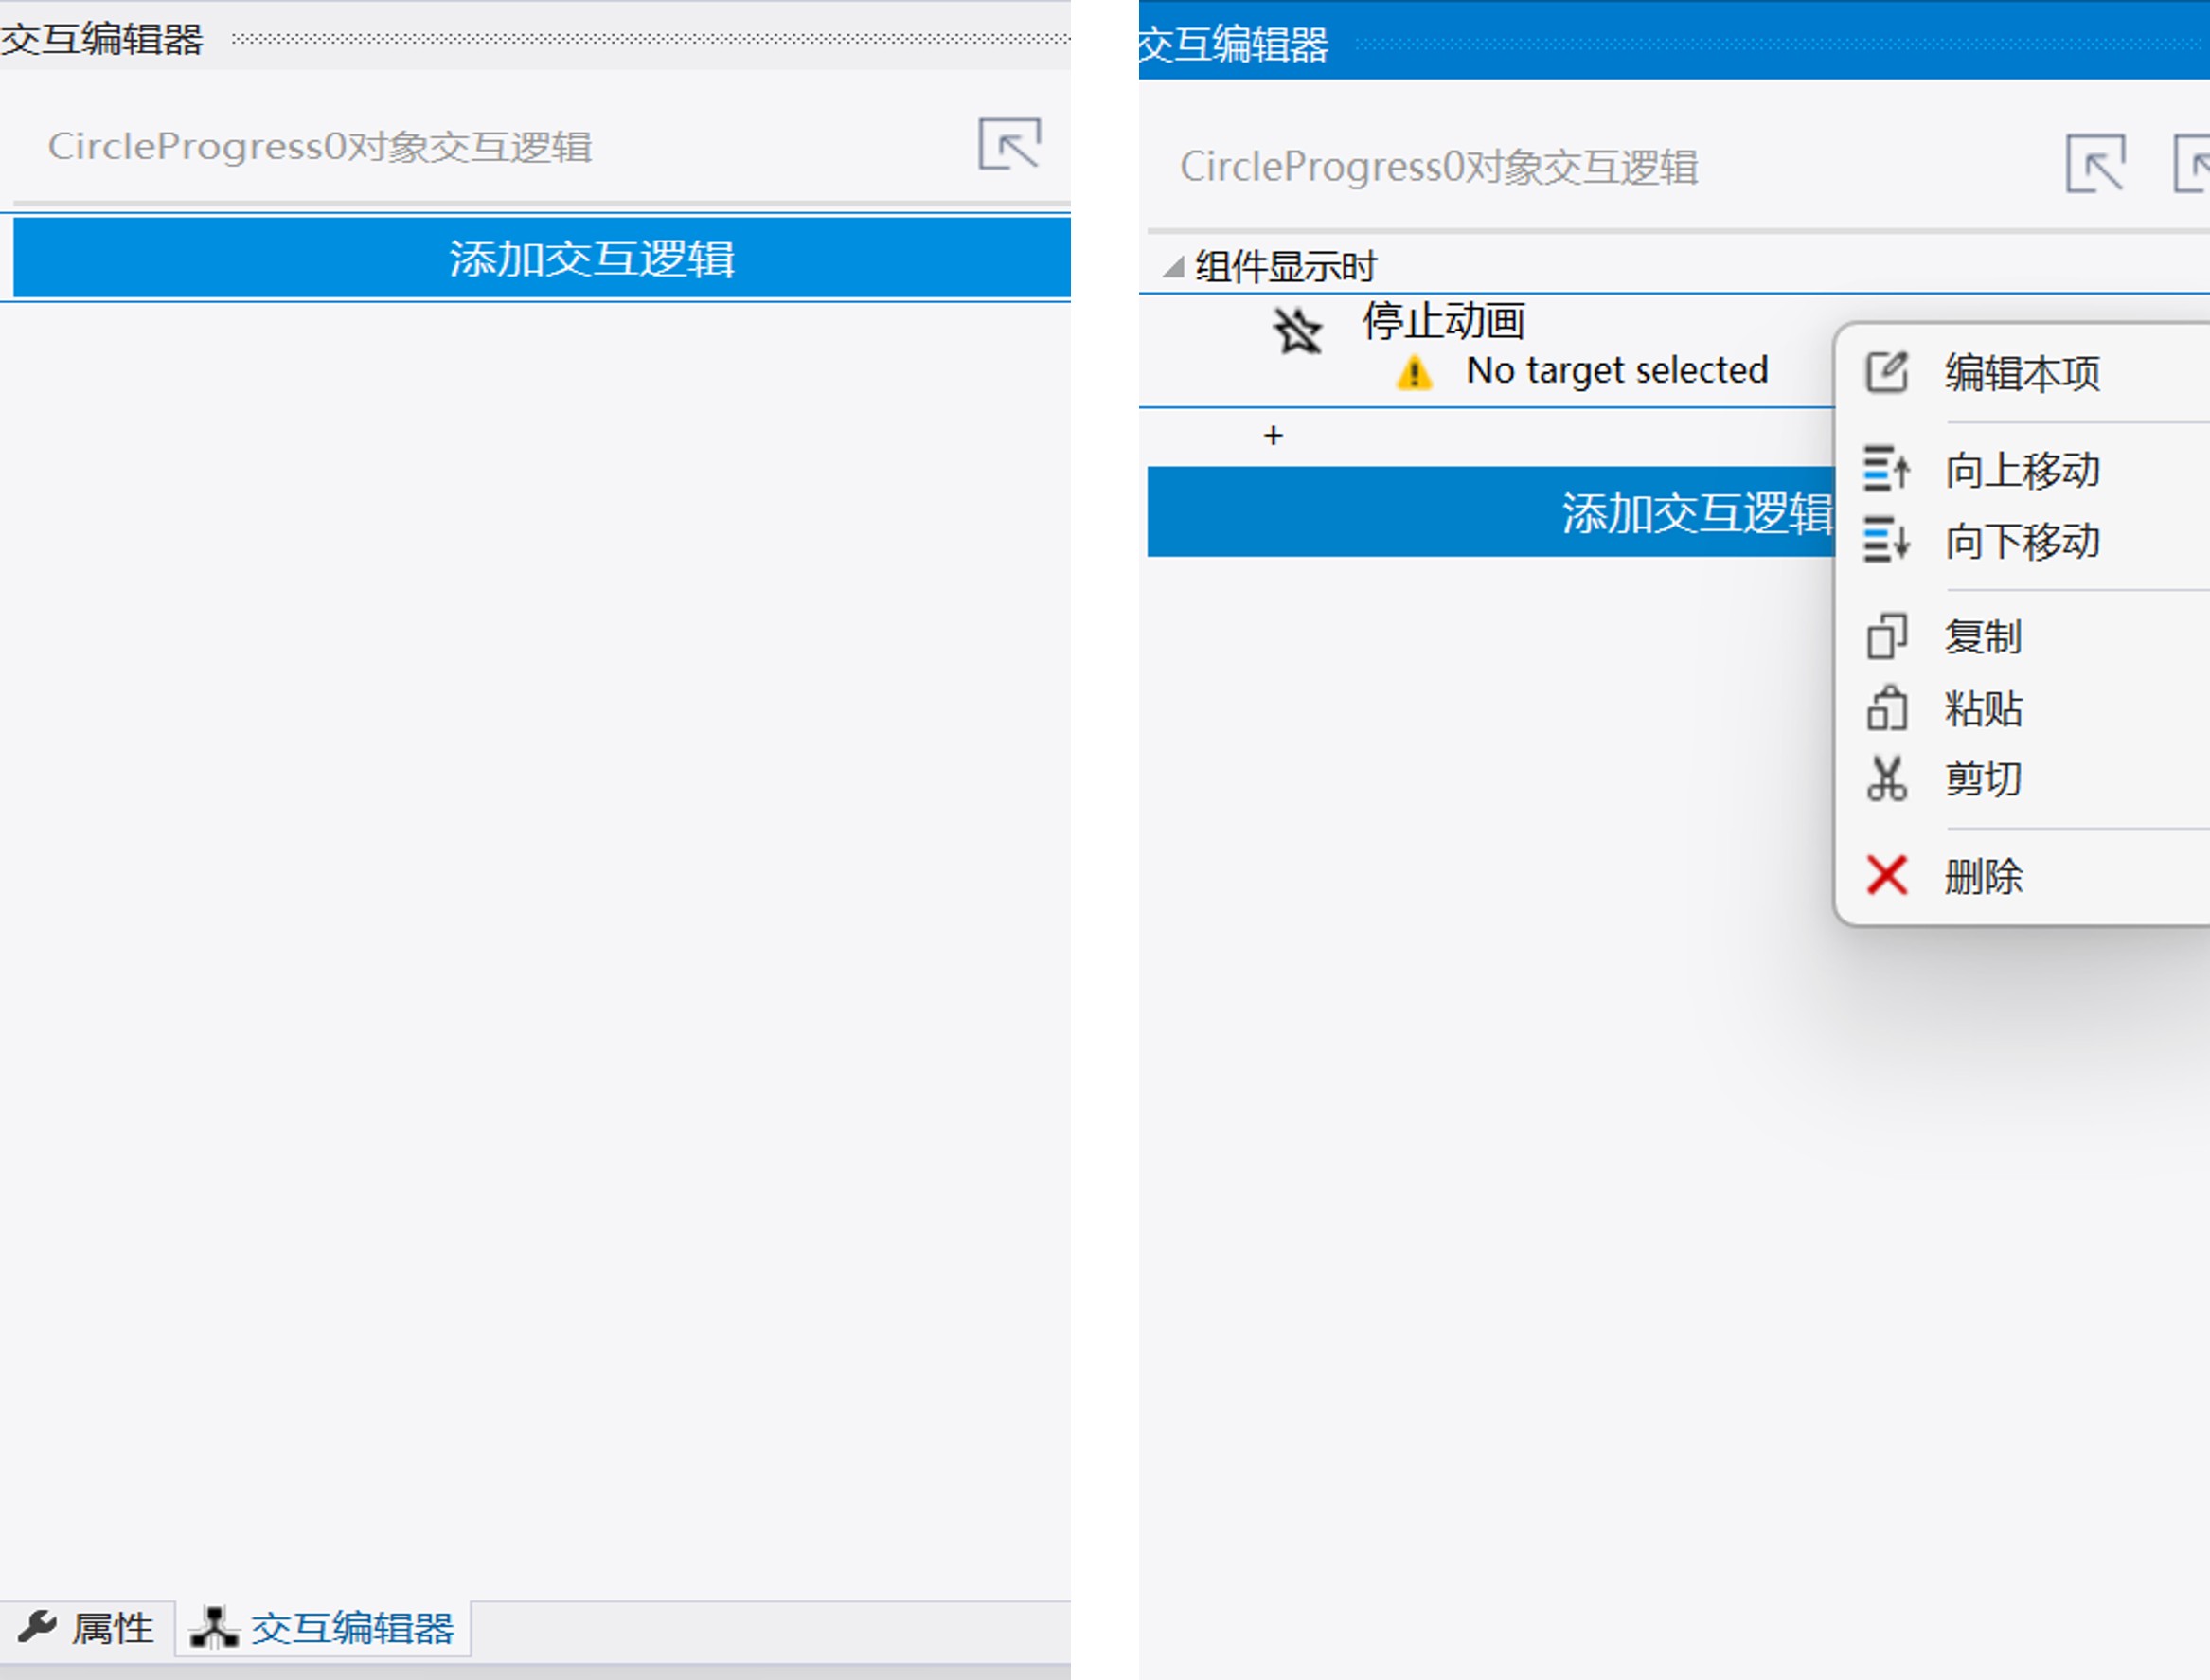 交互编辑器
CircleProgress0对象交互逻辑
添加交互逻辑
属性
交互编辑器
交互编辑器
CircleProgress0对象交互逻辑
组件显示时
停止动画
No target selected
+
添加交互逻辑
编辑本项
向上移动
向下移动
复制
粘贴
剪切
删除